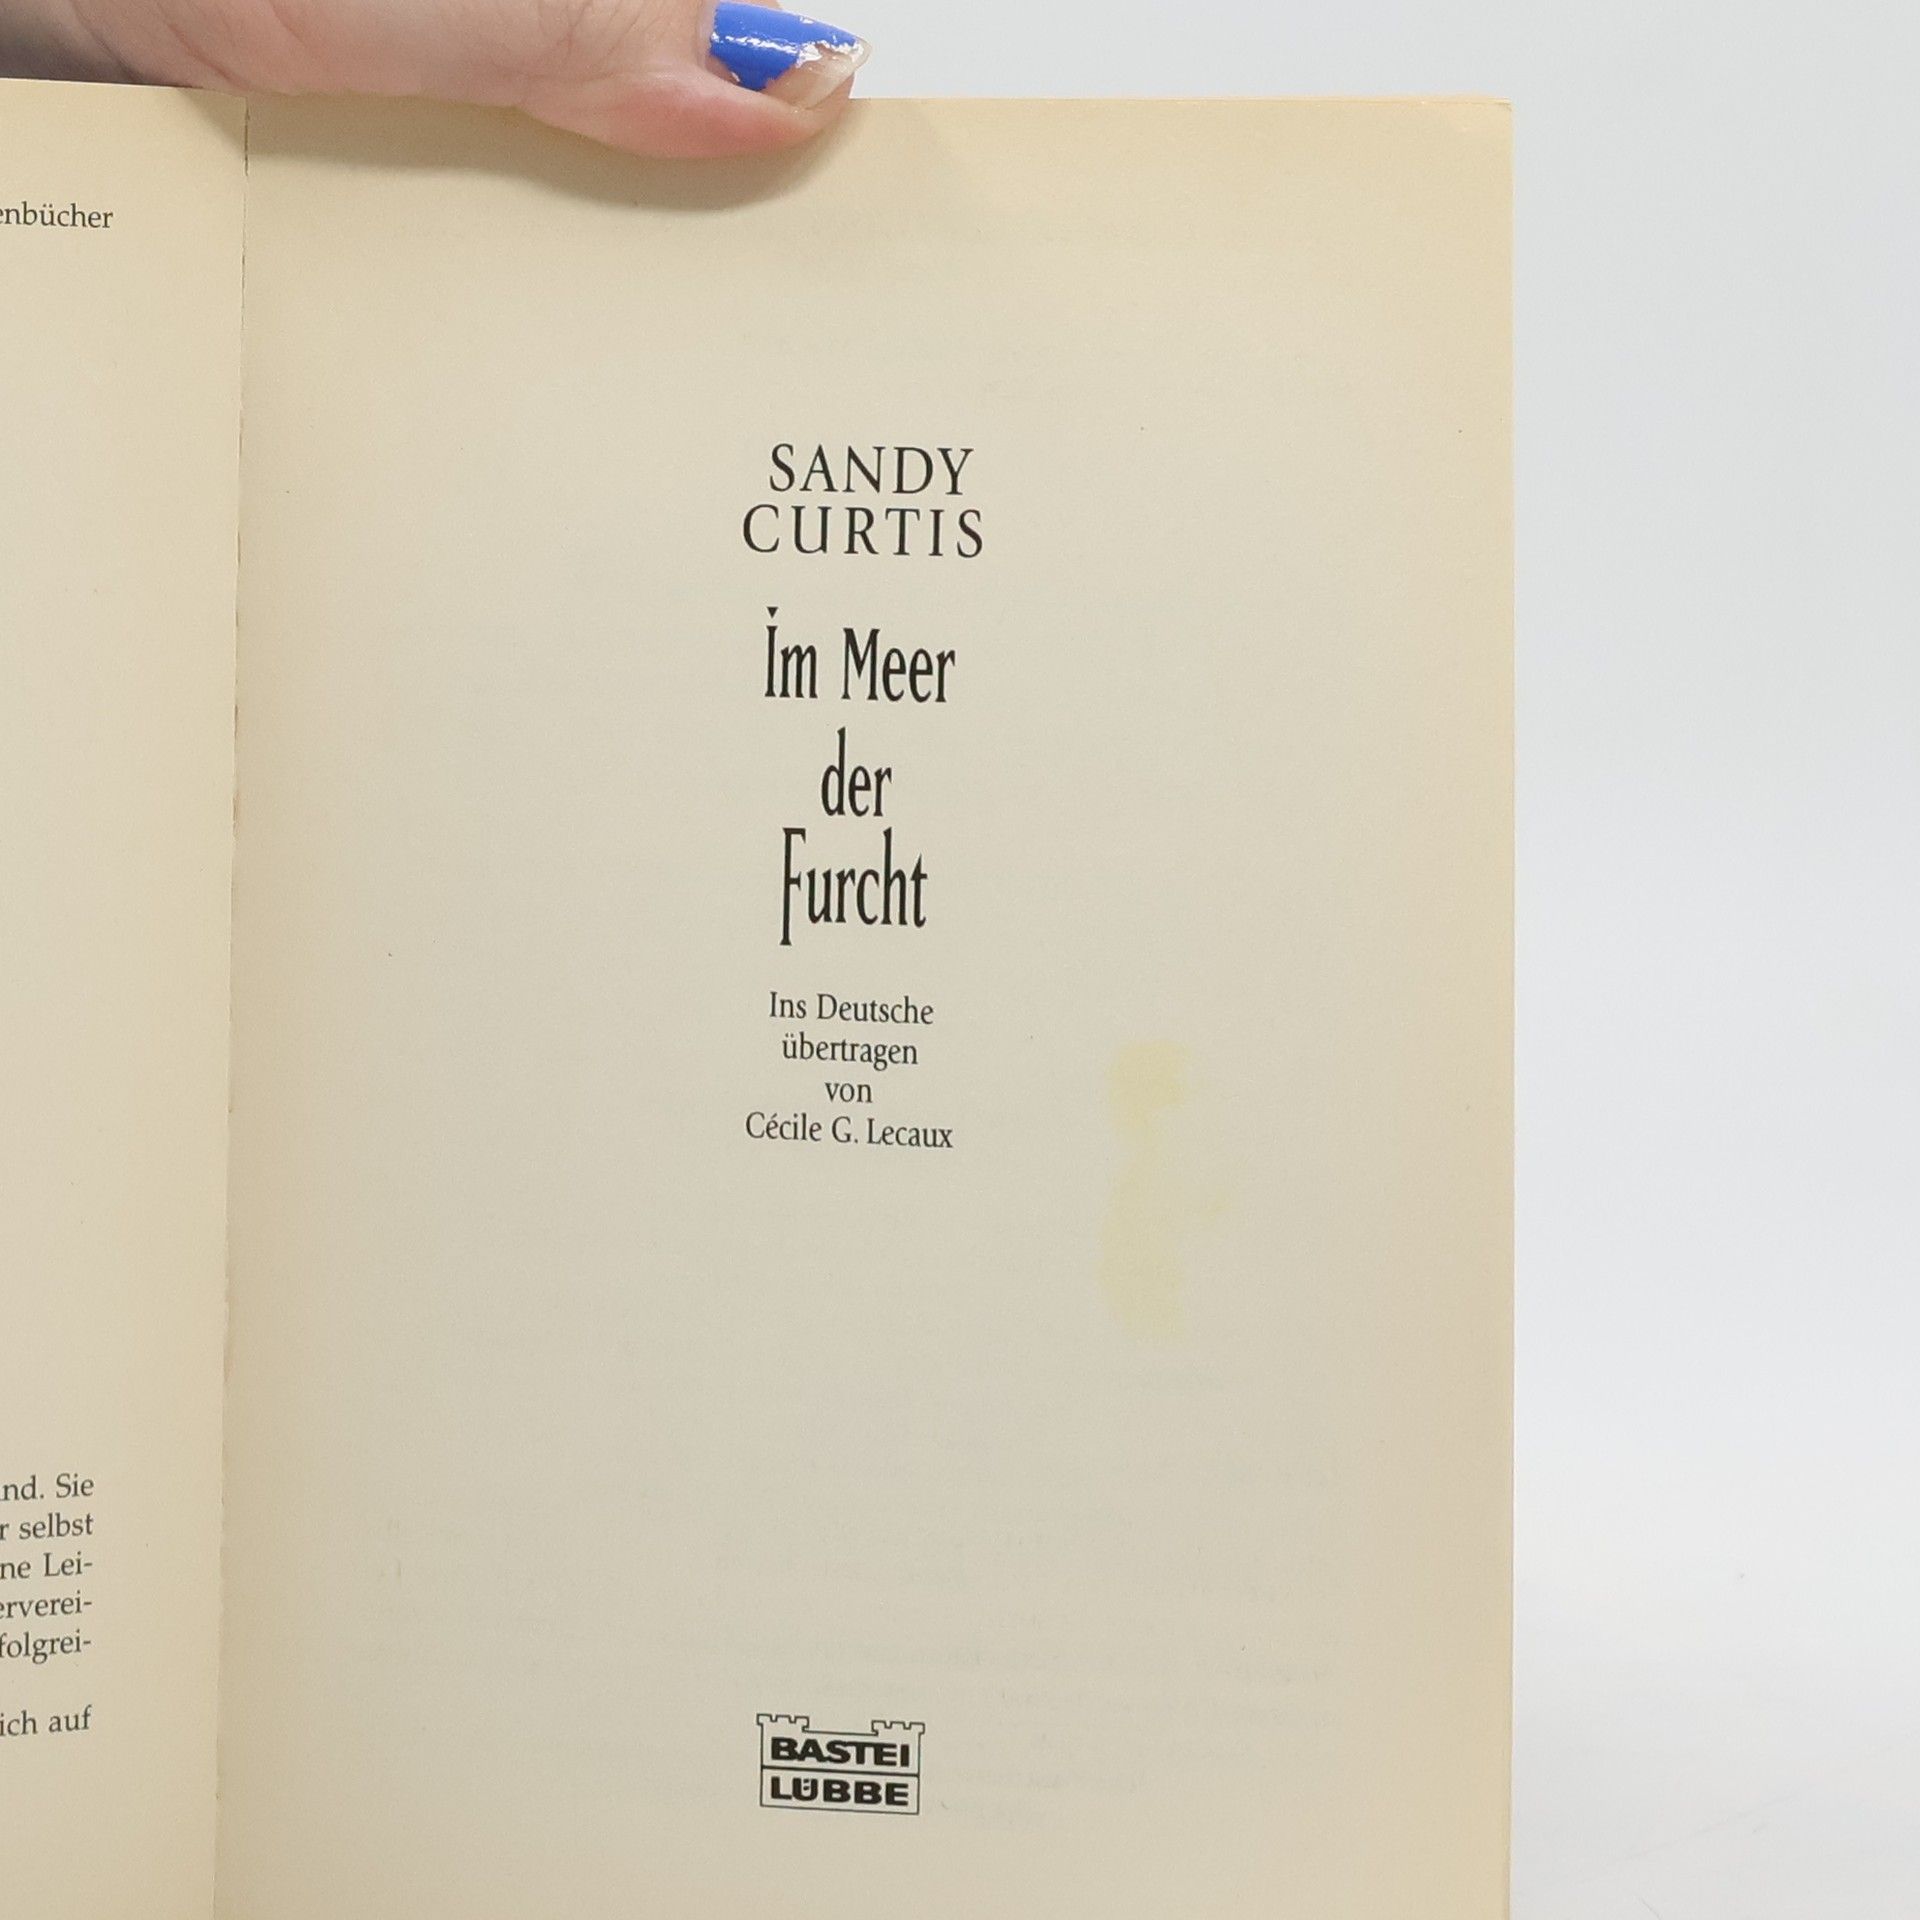 enbücher
nd. Sie
r selbst
ne Lei-
erverei-
folgrei-
ich auf
SANDY
CURTIS
Im Meer
der
Furcht
Ins Deutsche
übertragen
von
Cécile G. Lecaux
BASTEI
LÜBBE